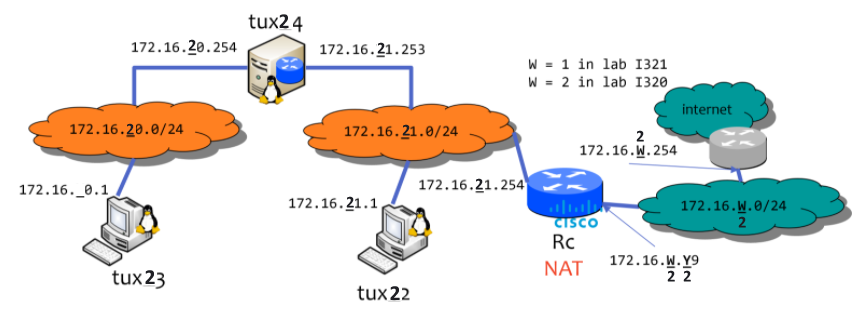 tux24
172.16.20.254
172.16.21.253
W = 1 in lab I321
W = 2 in lab I320
internet
172.16.20.0/24
172.16.21.0/24
2
172.16.W.254
172.16._0.1
172.16.21.1
172.16.21.254
172.16.W.0/24
2
CISCO
Rc
NAT
172.16.W.Y9
2 2
tux23
tux22